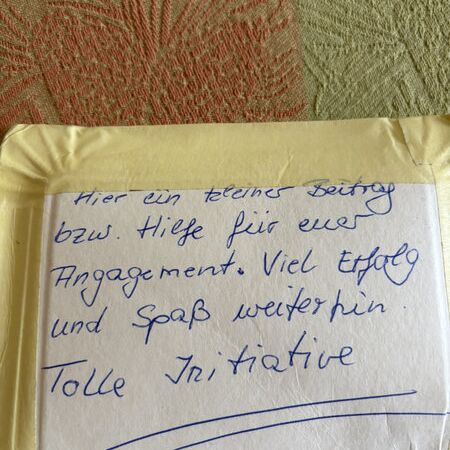 Hier ein kleiner Beitrag
bzw. Hilfe für euer
Angagement. Viel Erfolg
und Spaß weiterhin.
Tolle Initiative